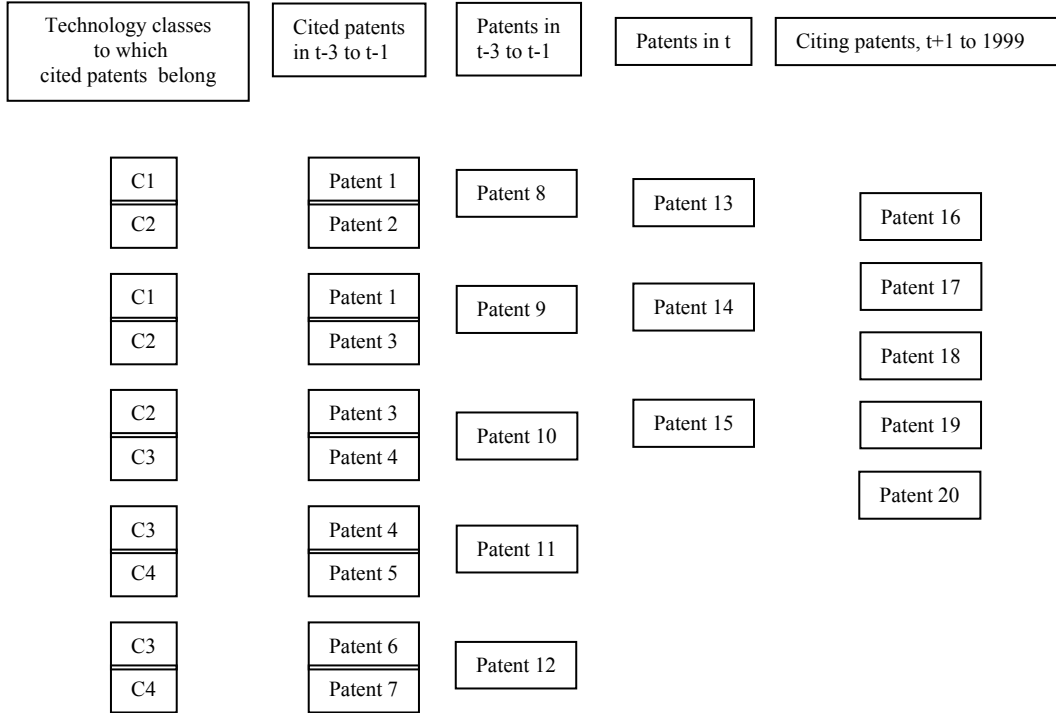 Technology classes
to which
cited patents belong
Cited patents
in t-3 to t-1
Patents in
t-3 to t-1
Patents in t
Citing patents, t+1 to 1999
C1
Patent 1
C2
Patent 2
Patent 8
Patent 13
Patent 16
C1
Patent 1
C2
Patent 3
Patent 9
Patent 14
Patent 17
Patent 18
C2
Patent 3
C3
Patent 4
Patent 10
Patent 15
Patent 19
Patent 20
C3
Patent 4
C4
Patent 5
Patent 11
C3
Patent 6
C4
Patent 7
Patent 12